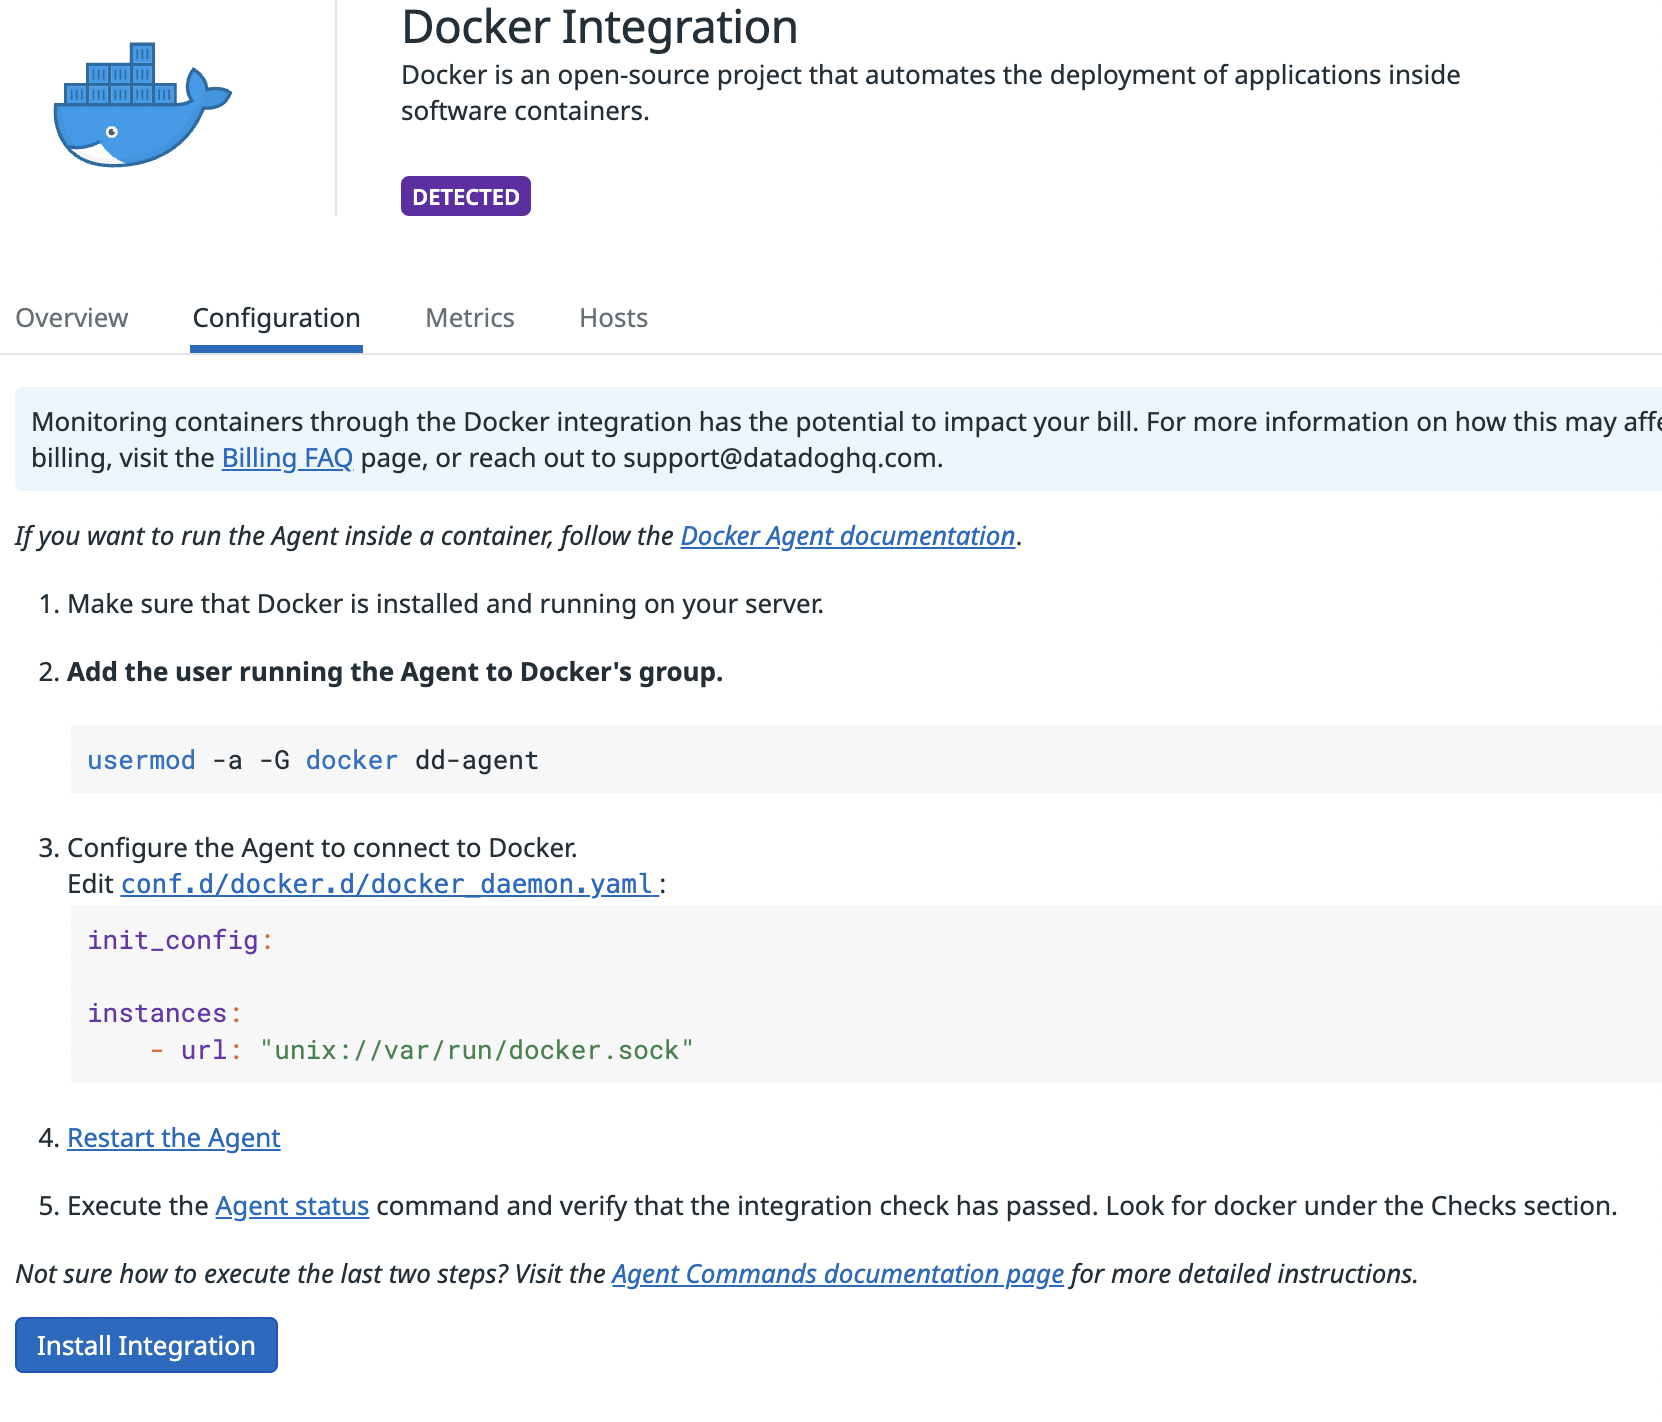 Docker Integration
Docker is an open-source project that automates the deployment of applications inside
software containers.
DETECTED
Overview Configuration Metrics Hosts
Monitoring containers through the Docker integration has the potential to impact your bill. For more information on how this may
billing, visit the Billing FAQ page, or reach out to support@datadoghq.com.
If you want to run the Agent inside a container, follow the Docker Agent documentation.
1. Make sure that Docker is installed and running on your server.
2. Add the user running the Agent to Docker's group.
usermod -a -G docker dd-agent
3. Configure the Agent to connect to Docker.
Edit conf.d/docker.d/docker_daemon.yaml :
init_config:
instances:
    - url: "unix://var/run/docker.sock"
4. Restart the Agent
5. Execute the Agent status command and verify that the integration check has passed. Look for docker under the Checks section.
Not sure how to execute the last two steps? Visit the Agent Commands documentation page for more detailed instructions.
Install Integration